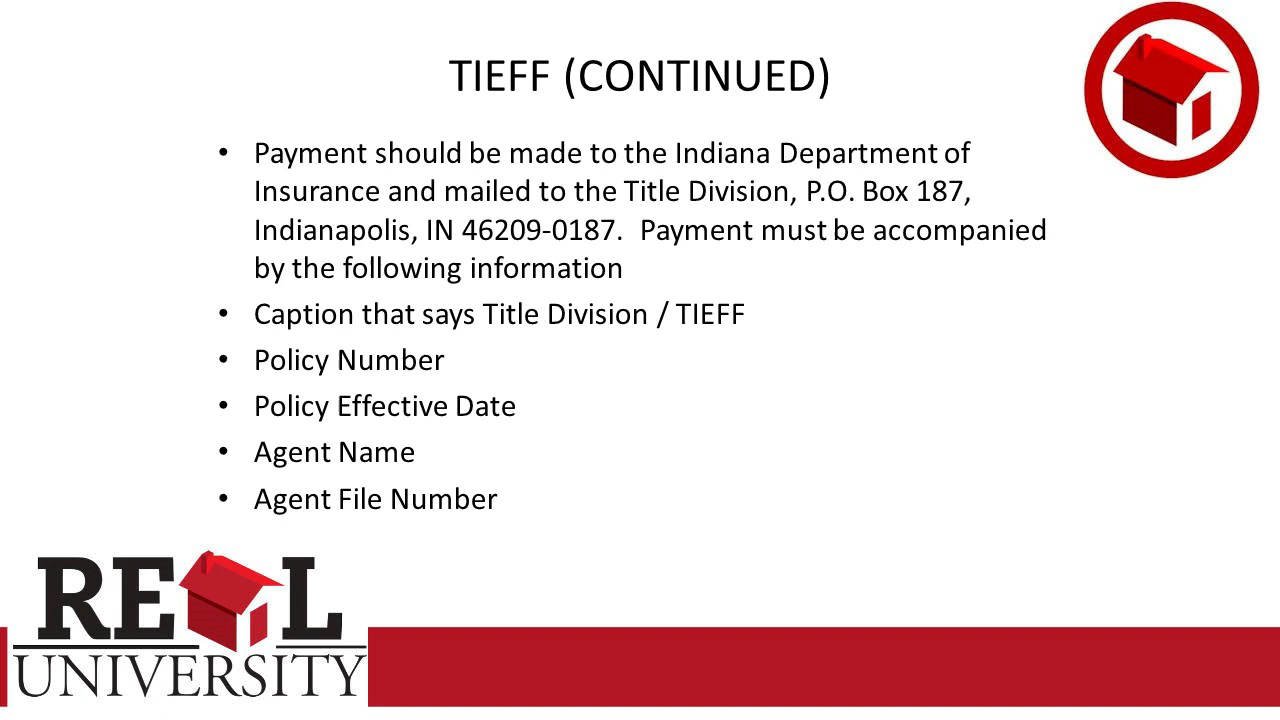 TIEFF (CONTINUED)
• Payment should be made to the Indiana Department of
Insurance and mailed to the Title Division, P.O. Box 187,
Indianapolis, IN 46209-0187.  Payment must be accompanied
by the following information
• Caption that says Title Division / TIEFF
• Policy Number
• Policy Effective Date
• Agent Name
• Agent File Number
RE L
UNIVERSITY